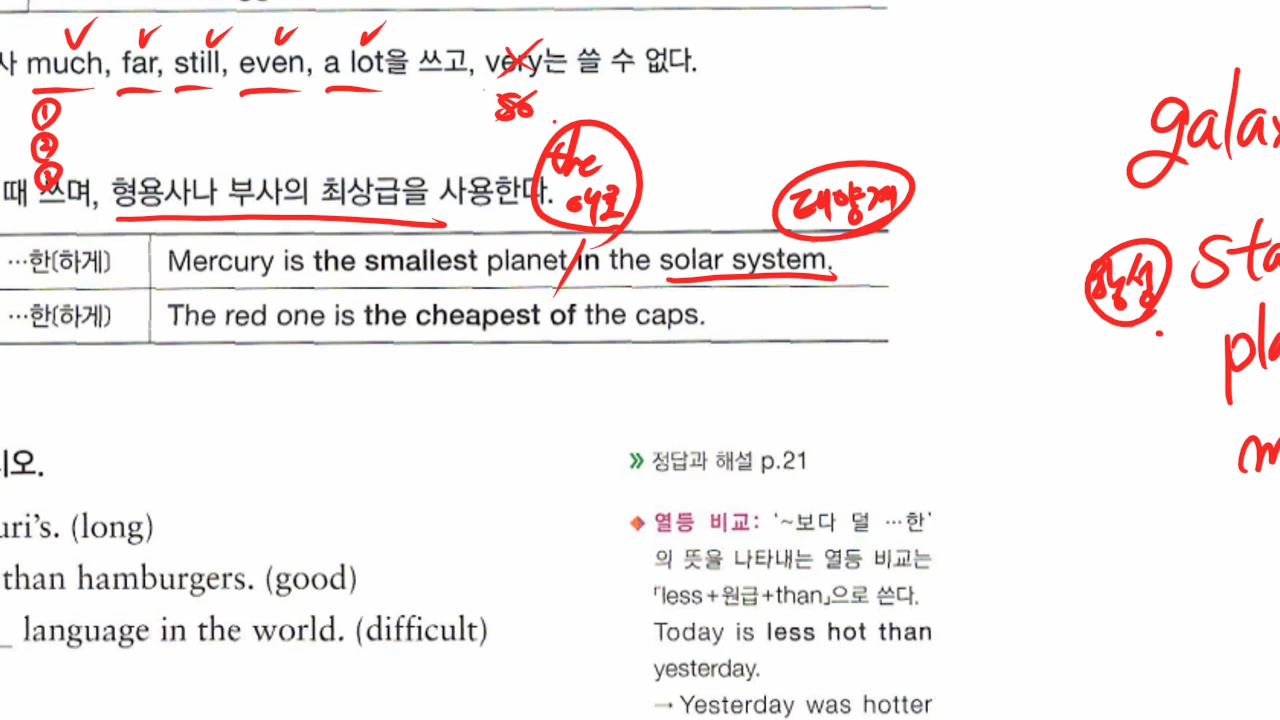 사 much, far, still, even, a lot을 쓰고, very는 쓸 수 없다.
①
②
so
the
galax
때 쓰며, 형용사나 부사의 최상급을 사용한다.
태양계
…한(하게) Mercury is the smallest planet in the solar system.
항성 sta
…한(하게) The red one is the cheapest of the caps.
pla
m
시오.
» 정답과 해설 p.21
uri's. (long)
than hamburgers. (good)
language in the world. (difficult)
열등 비교: '~보다 덜 …한'
의 뜻을 나타내는 열등 비교는
「less+원급+than」으로 쓴다.
Today is less hot than
yesterday.
→ Yesterday was hotter